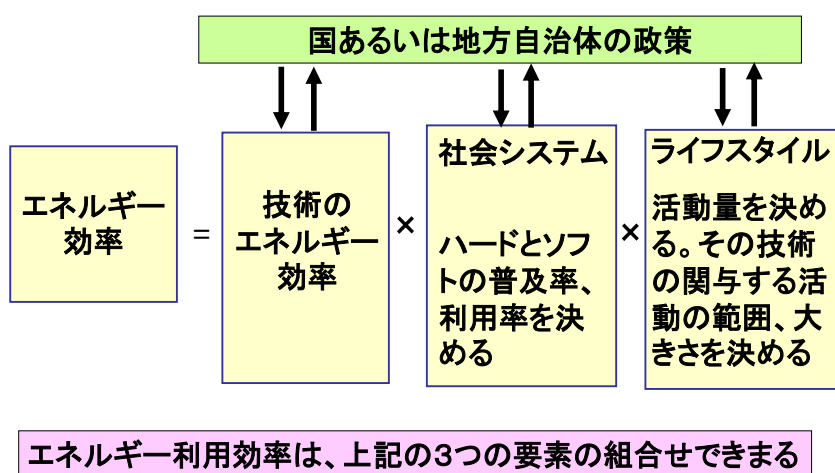 国あるいは地方自治体の政策
エネルギー
効率
=
技術の
エネルギー
効率
×
社会システム
ハードとソフ
トの普及率、
利用率を決
める
×
ライフスタイル
活動量を決め
る。その技術
の関与する活
動の範囲、大
きさを決める
エネルギー利用効率は、上記の3つの要素の組合せできまる